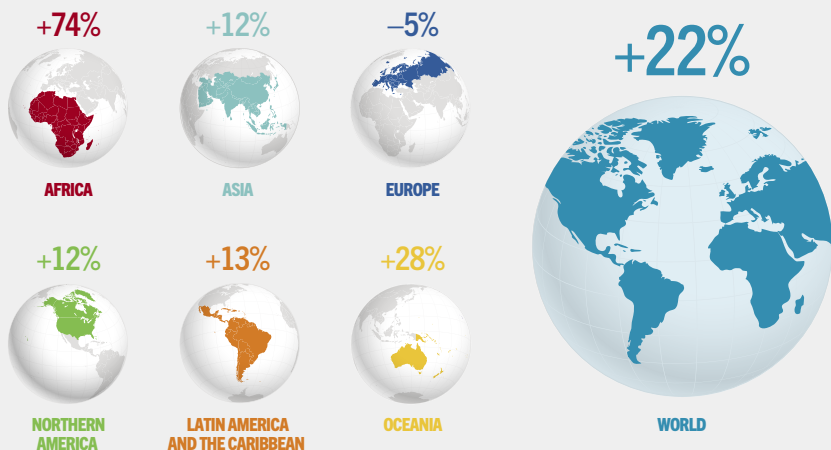 +74%
AFRICA
+12%
ASIA
–5%
EUROPE
+22%
WORLD
+12%
NORTHERN
AMERICA
+13%
LATIN AMERICA
AND THE CARIBBEAN
+28%
OCEANIA